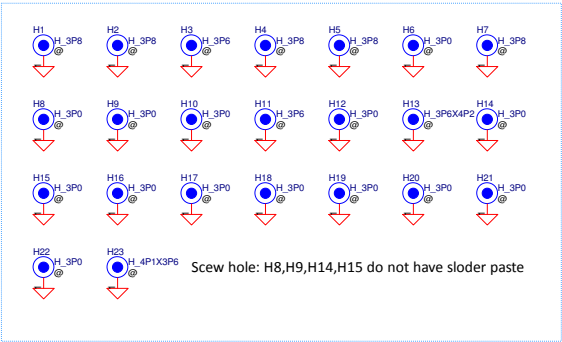 H1 H2 H3 H4 H5 H6 H7
H_3P8 H_3P8 H_3P6 H_3P8 H_3P8 H_3P0 H_3P8
@ @ @ @ @ @ @
H8 H9 H10 H11 H12 H13 H14
H_3P0 H_3P0 H_3P0 H_3P6 H_3P0 H_3P6X4P2 H_3P0
@ @ @ @ @ @ @
H15 H16 H17 H18 H19 H20 H21
H_3P0 H_3P0 H_3P0 H_3P0 H_3P0 H_3P0 H_3P0
@ @ @ @ @ @ @
H22 H23
H_3P0 H_4P1X3P6 Scew hole: H8,H9,H14,H15 do not have sloder paste
@ @